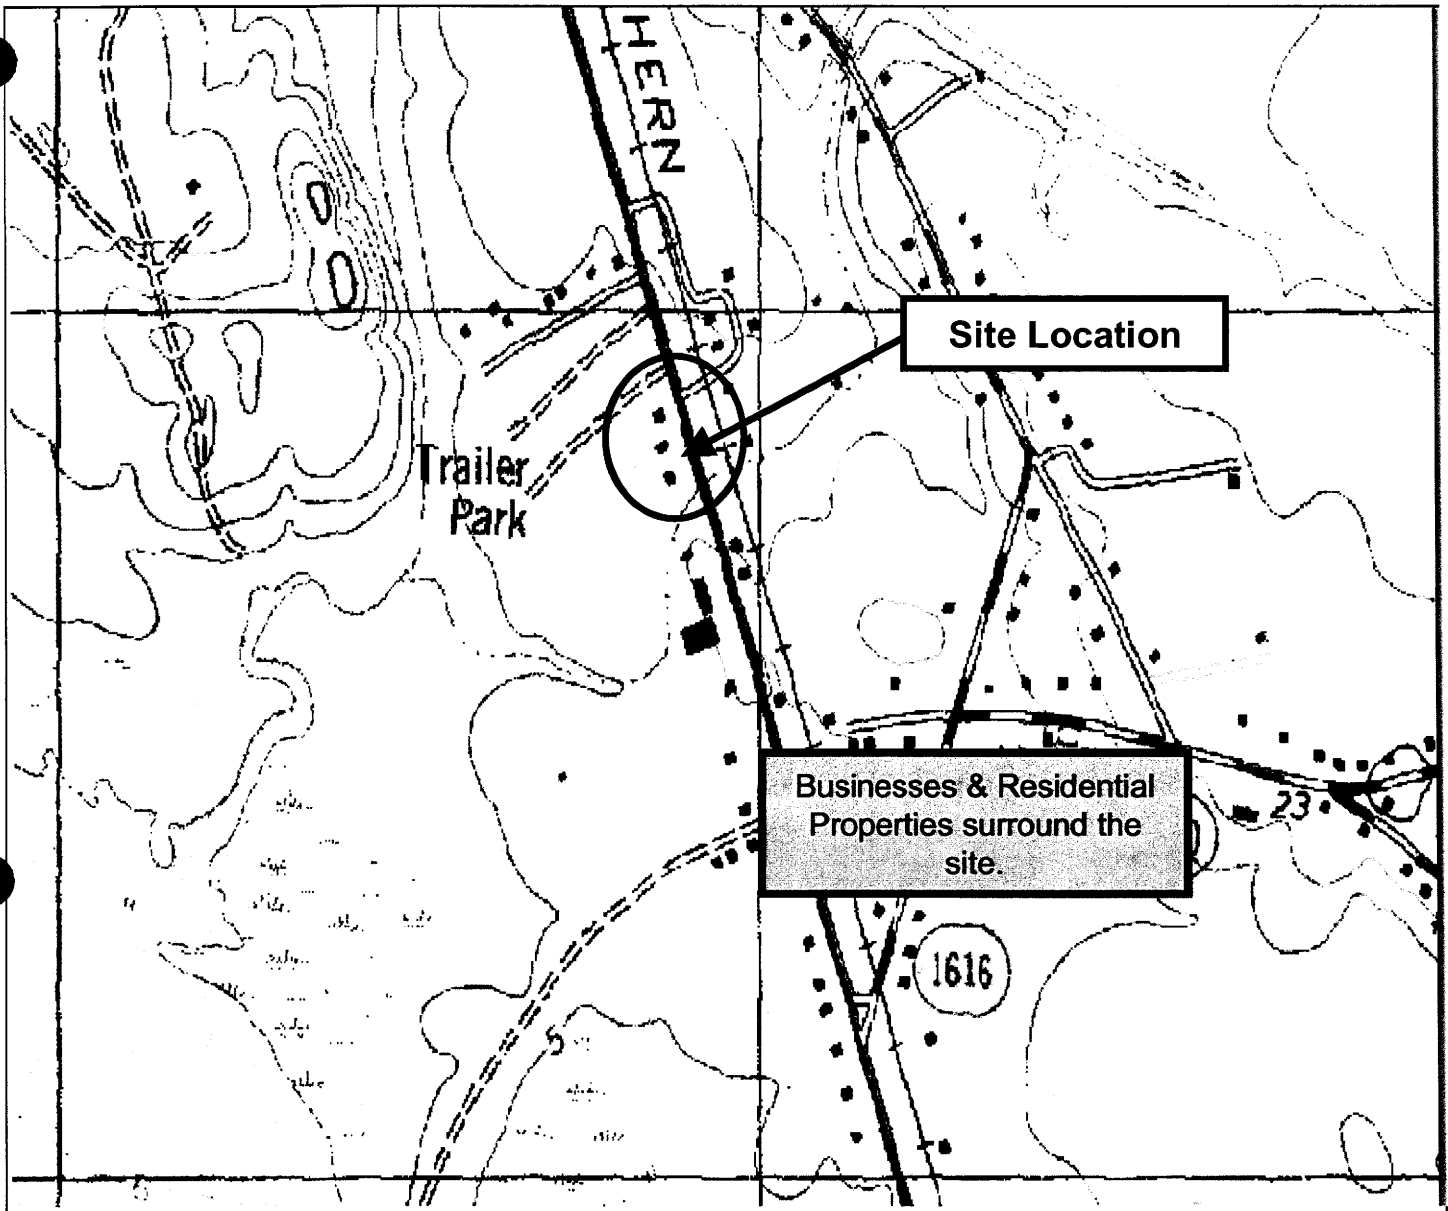 HERN
Site Location
Trailer
Park
Businesses & Residential
Properties surround the
site.
23
1616
5